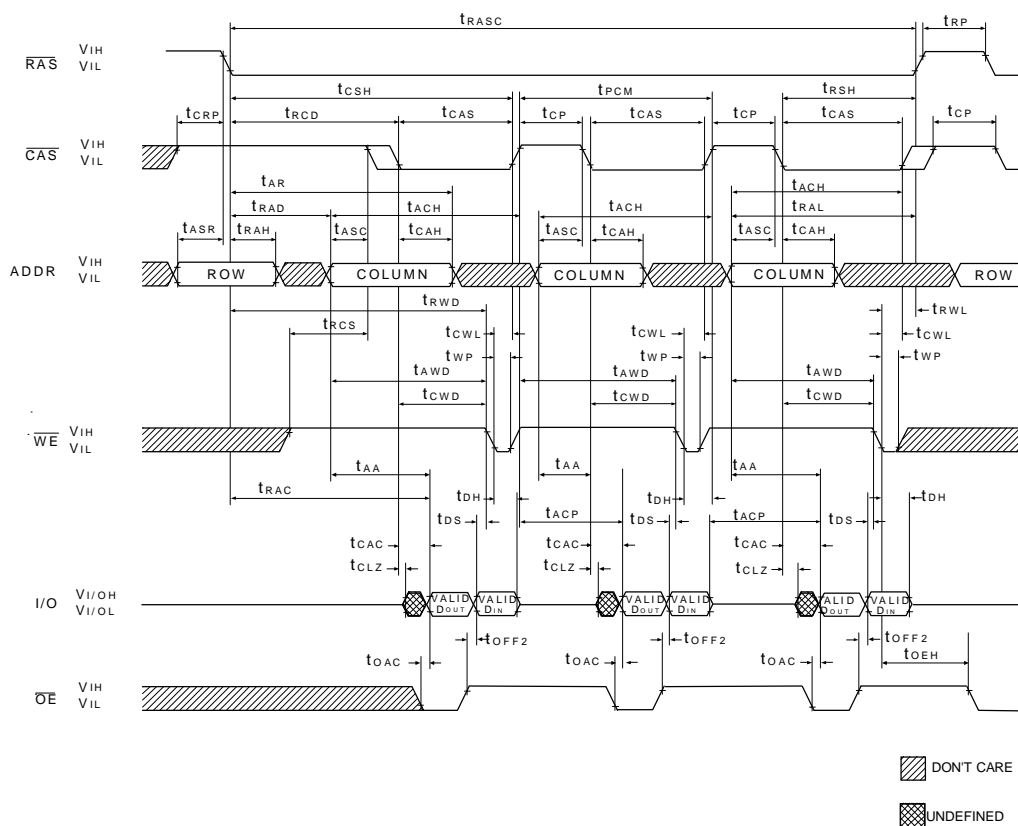 tRASC tRP
RAS VIH
VIL
tCSH tPCM tRSH
tCRP tRCD tCAS tCP tCAS tCP tCAS tCP
CAS VIH
VIL
tAR tACH
tRAD tACH tACH tRAL
tASR tRAH tASC tCAH tASC tCAH tASC tCAH
ADDR VIH
VIL
ROW COLUMN COLUMN COLUMN ROW
tRWD tRWL
tRCS tCWL tCWL tCWL
tWP tWP tWP
tAWD tAWD tAWD
tCWD tCWD tCWD
WE VIH
VIL
tAA tAA tAA
tRAC tDH tDH tDH
tDS tACP tDS tACP tDS
tCAC tCAC tCAC
tCLZ tCLZ tCLZ
I/O VI/OH
VI/OL
VALID DOUT VALID DIN VALID DOUT VALID DIN VALID DOUT VALID DIN
tOFF2 tOFF2 tOFF2
tOAC tOAC tOAC tOEH
OE VIH
VIL
DON'T CARE
UNDEFINED